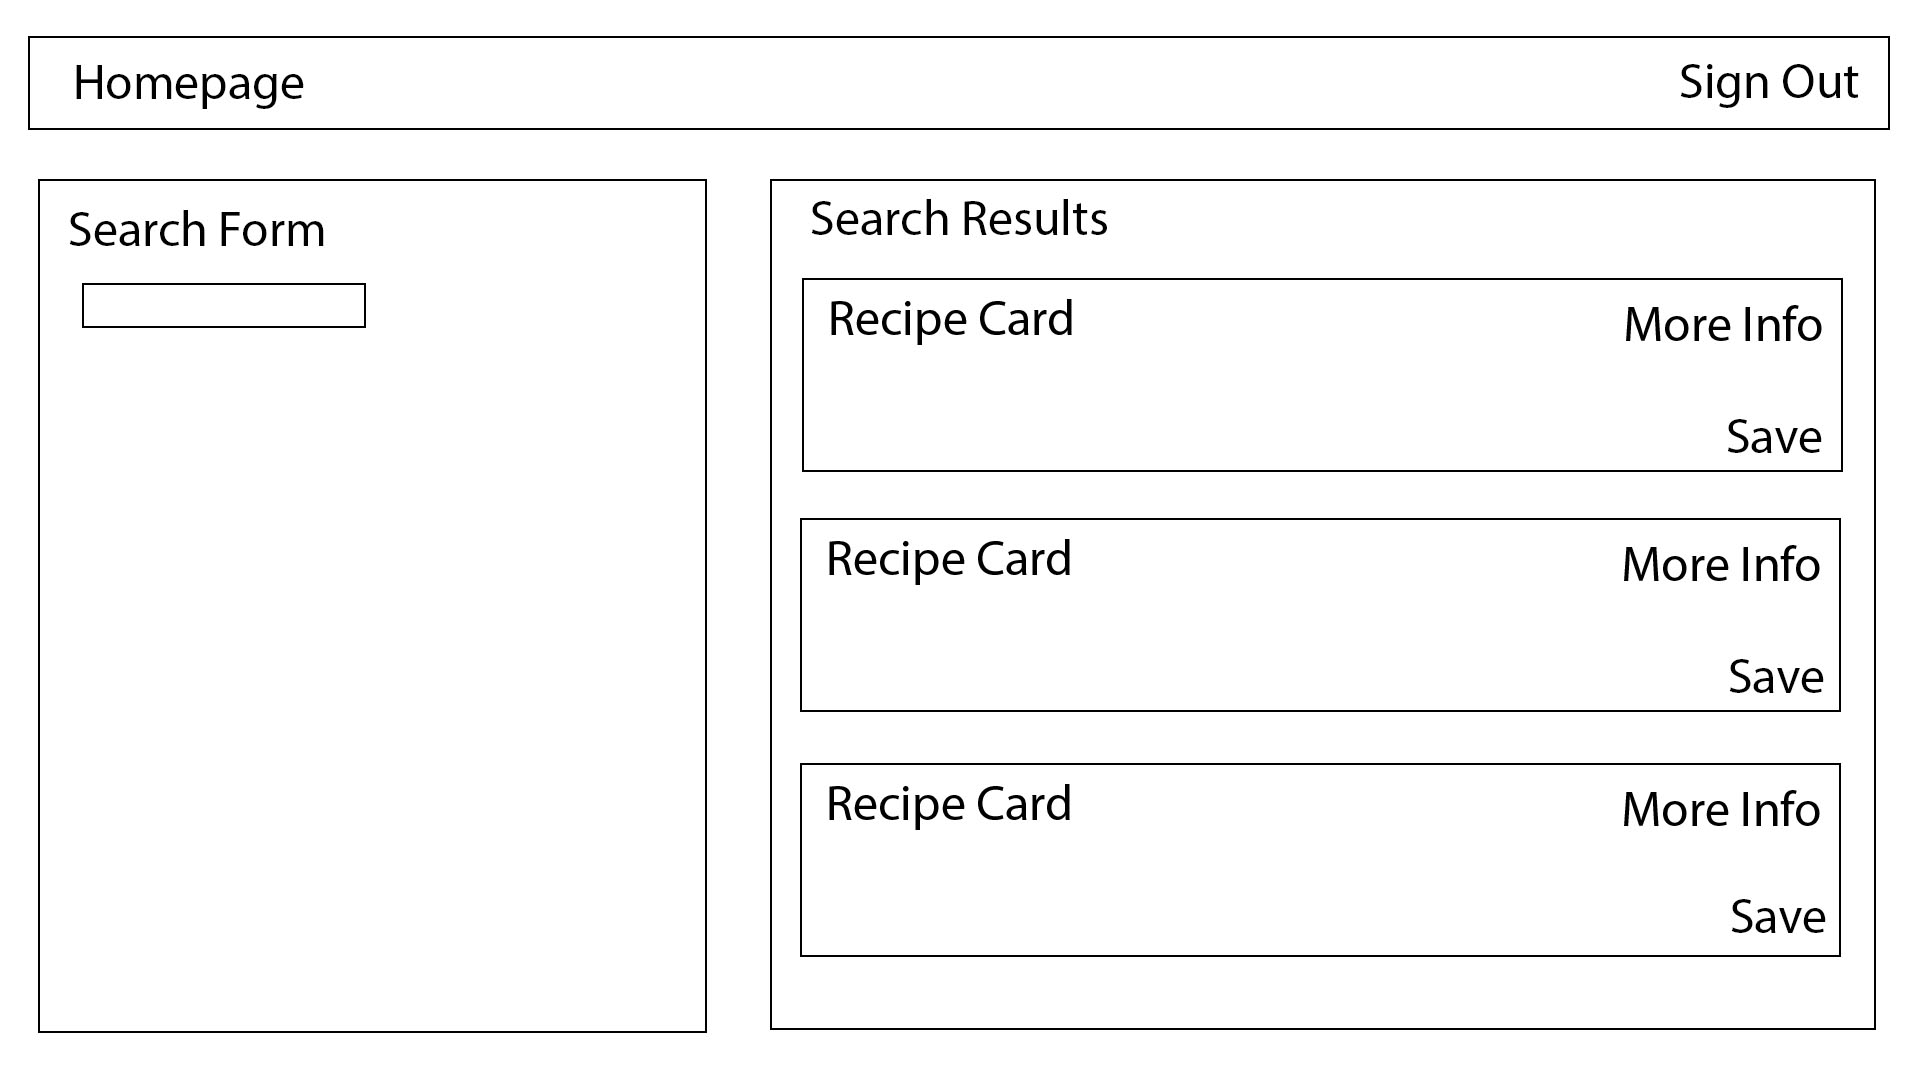 Homepage
Sign Out
Search Form
Search Results
Recipe Card
More Info
Save
Recipe Card
More Info
Save
Recipe Card
More Info
Save